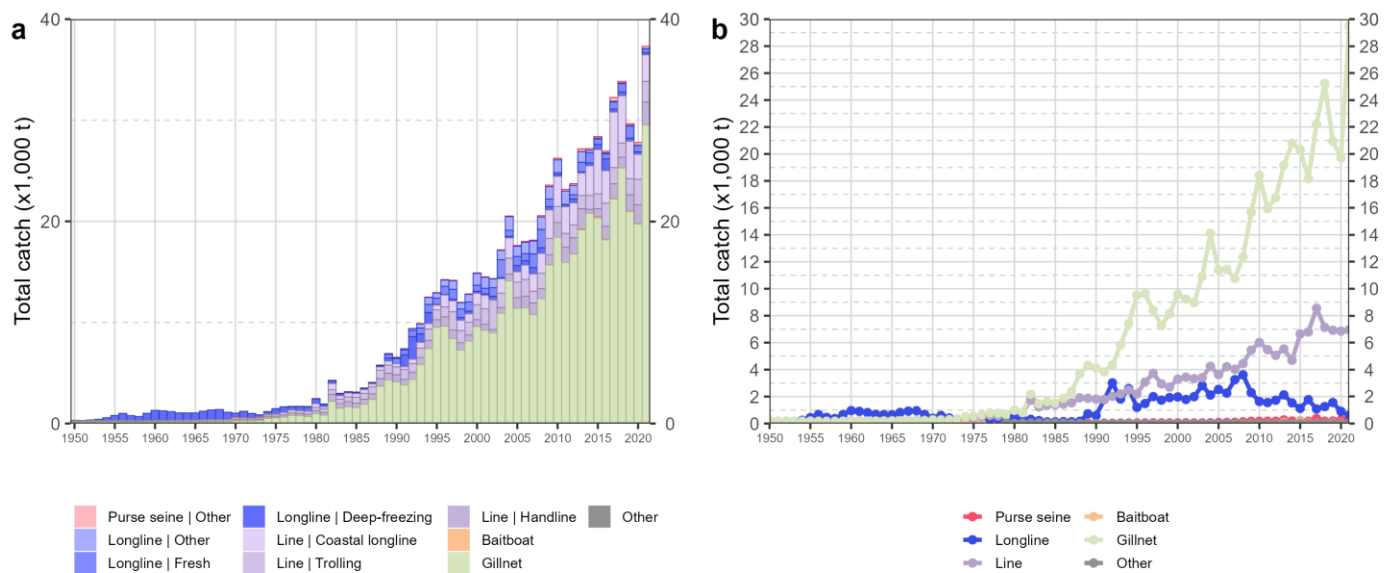 a
Total catch (x1,000 t)
40
20
0
40
20
0
1950 1955 1960 1965 1970 1975 1980 1985 1990 1995 2000 2005 2010 2015 2020
Purse seine | Other
Longline | Other
Longline | Fresh
Longline | Deep-freezing
Line | Coastal longline
Line | Trolling
Line | Handline
Baitboat
Gillnet
Other
b
Total catch (x1,000 t)
30
28
26
24
22
20
18
16
14
12
10
8
6
4
2
0
30
28
26
24
22
20
18
16
14
12
10
8
6
4
2
0
1950 1955 1960 1965 1970 1975 1980 1985 1990 1995 2000 2005 2010 2015 2020
Purse seine
Longline
Line
Baitboat
Gillnet
Other